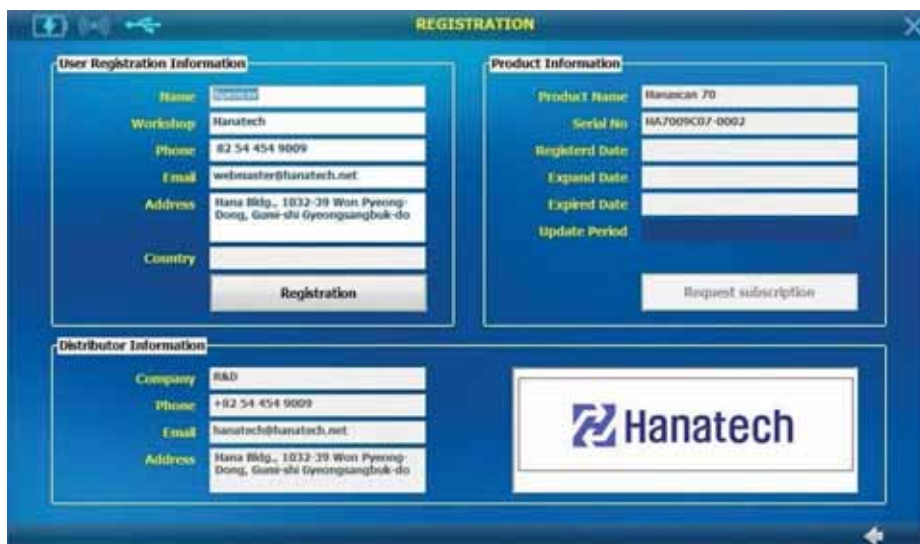 REGISTRATION
User Registration Information
Name
Workshop Hanatech
Phone 82 54 454 9009
Email webmaster@hanatech.net
Address Hana Bldg., 1032-39 Won Pyeong-
Dong, Gumi-shi Gyeongsangbuk-do
Country
Registration
Product Information
Product Name Hanascan 70
Serial No HA7009C07-0002
Registerd Date
Expand Date
Expired Date
Update Period
Request subscription
Distributor Information
Company R&D
Phone +82 54 454 9009
Email hanatech@hanatech.net
Address Hana Bldg., 1032-39 Won Pyeong-
Dong, Gumi-shi Gyeongsangbuk-do
Hanatech